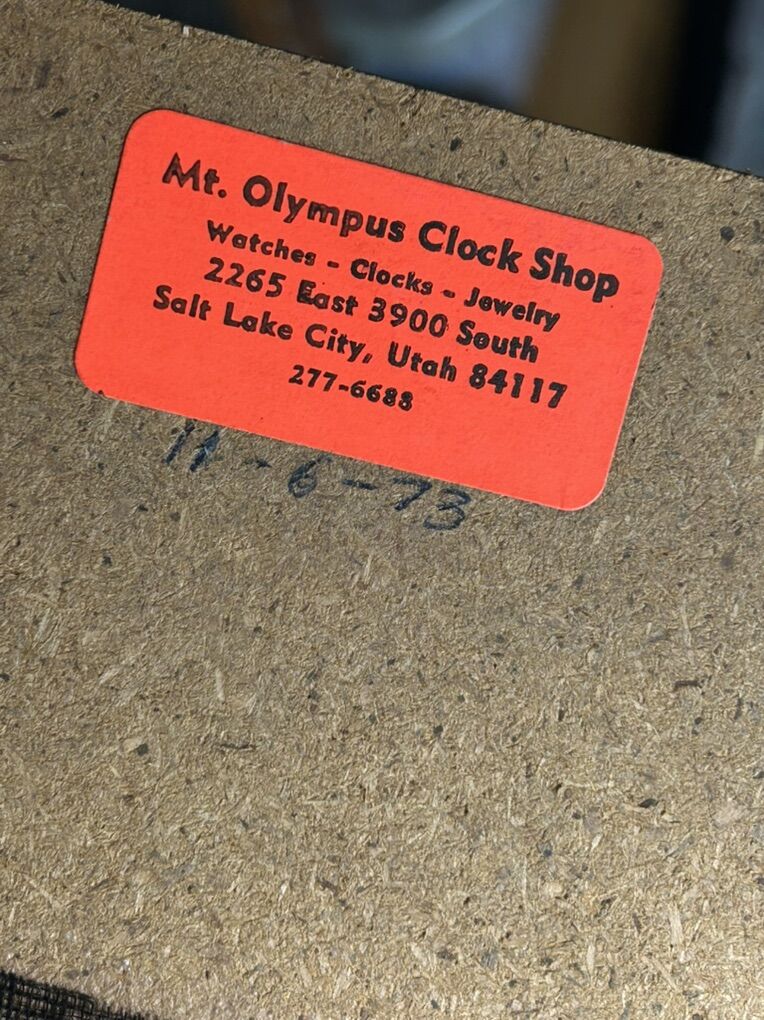 Mt. Olympus Clock Shop
Watches - Clocks - Jewelry
2265 East 3900 South
Salt Lake City, Utah 84117
277-6688
11-6-73